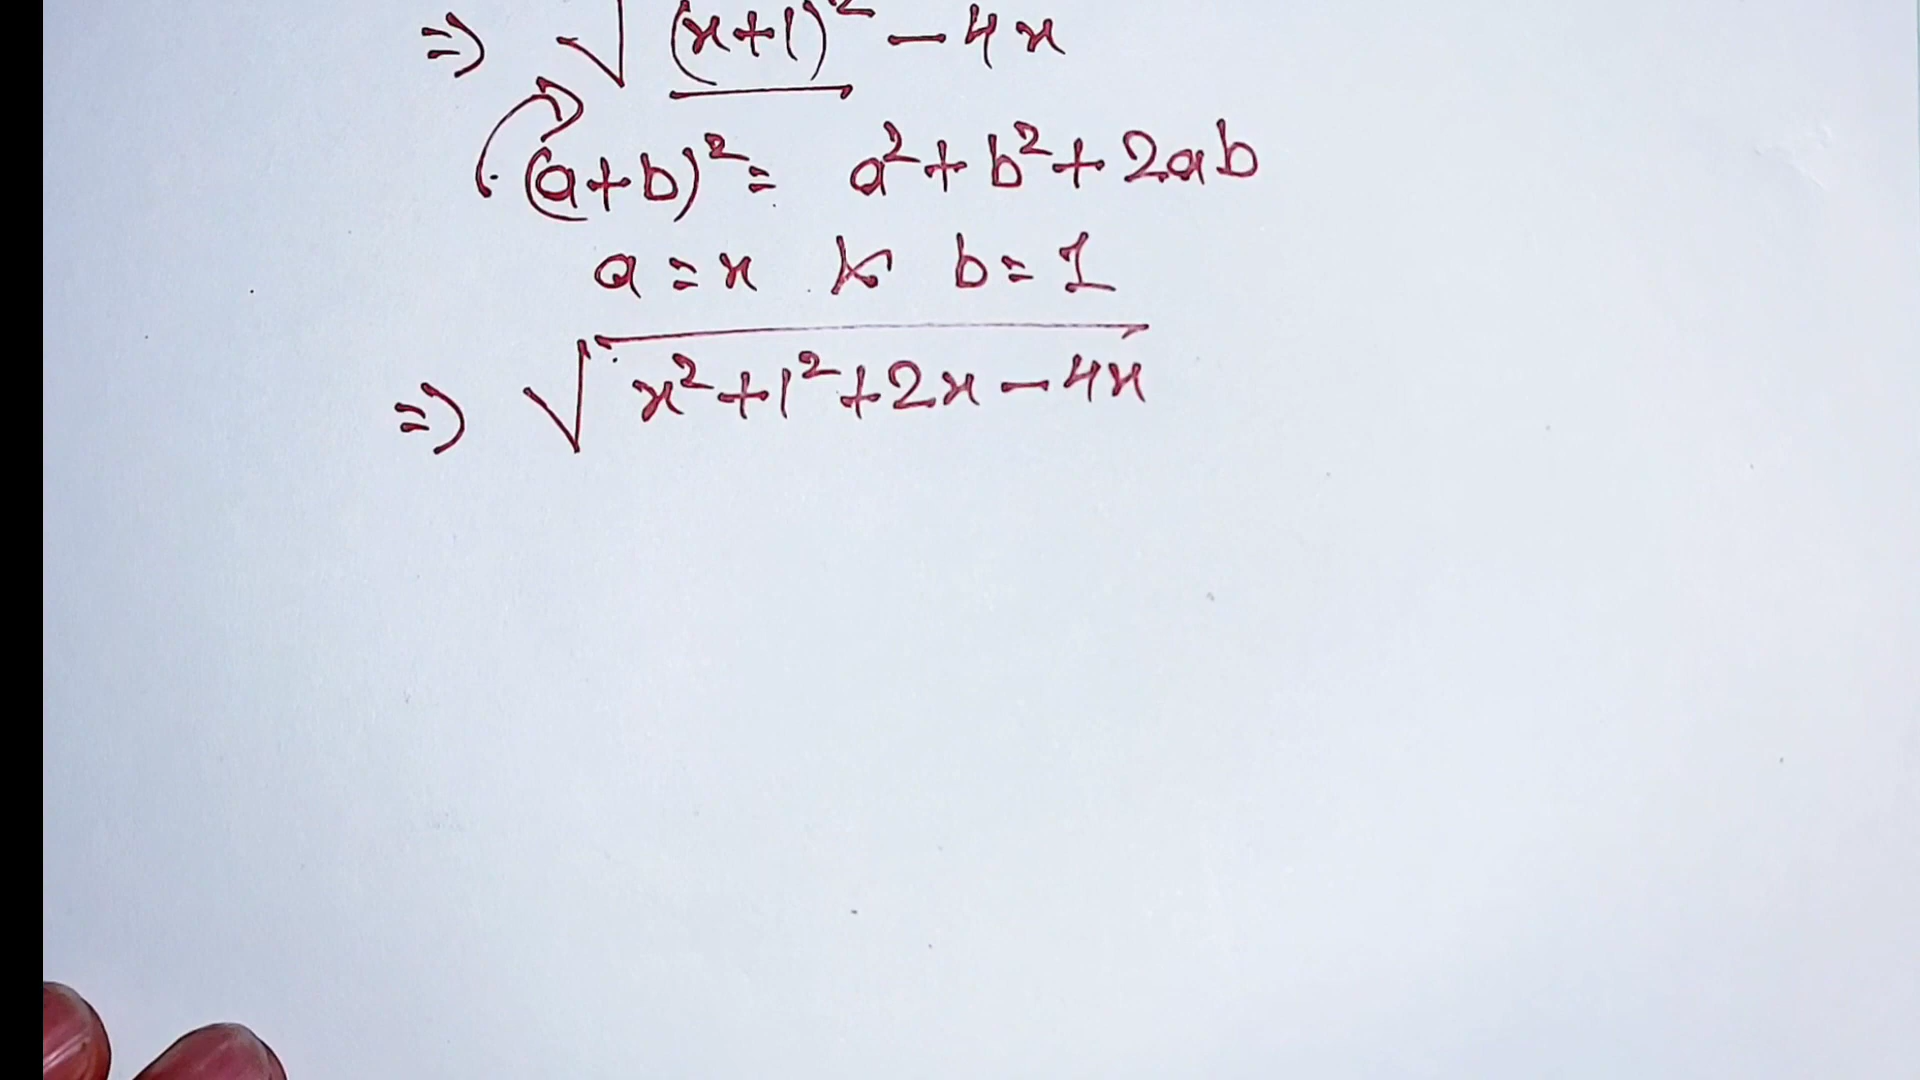 => √(x+1)² - 4x
(a+b)² = a² + b² + 2ab
a = x & b = 1
=> √x² + 1² + 2x - 4x